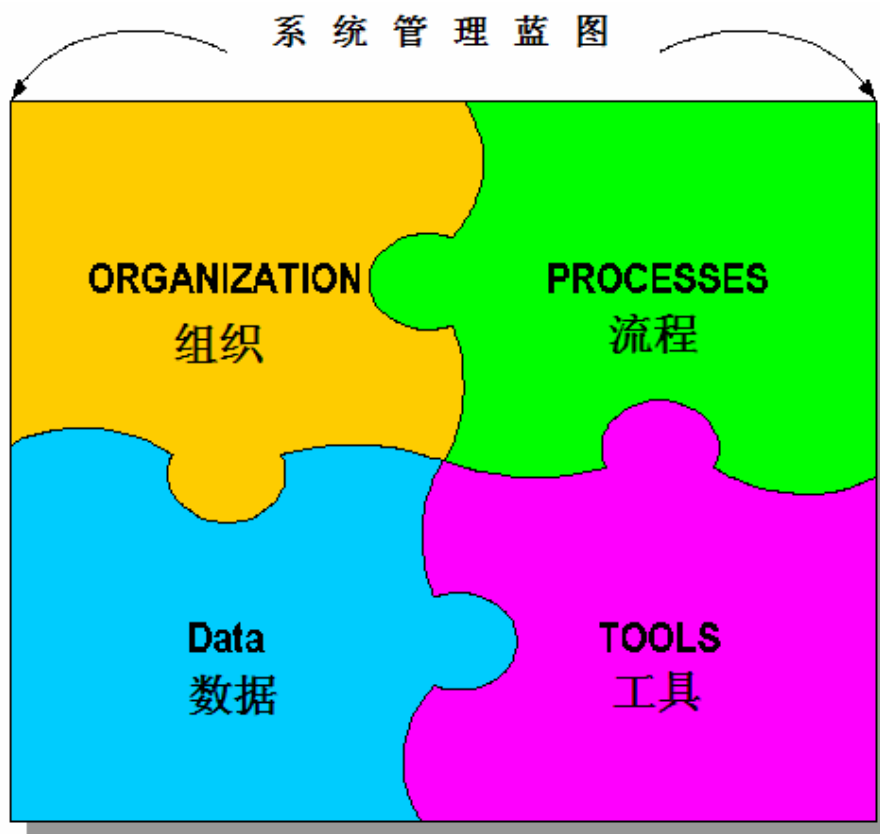 系统管理蓝图
ORGANIZATION
组织
PROCESSES
流程
Data
数据
TOOLS
工具